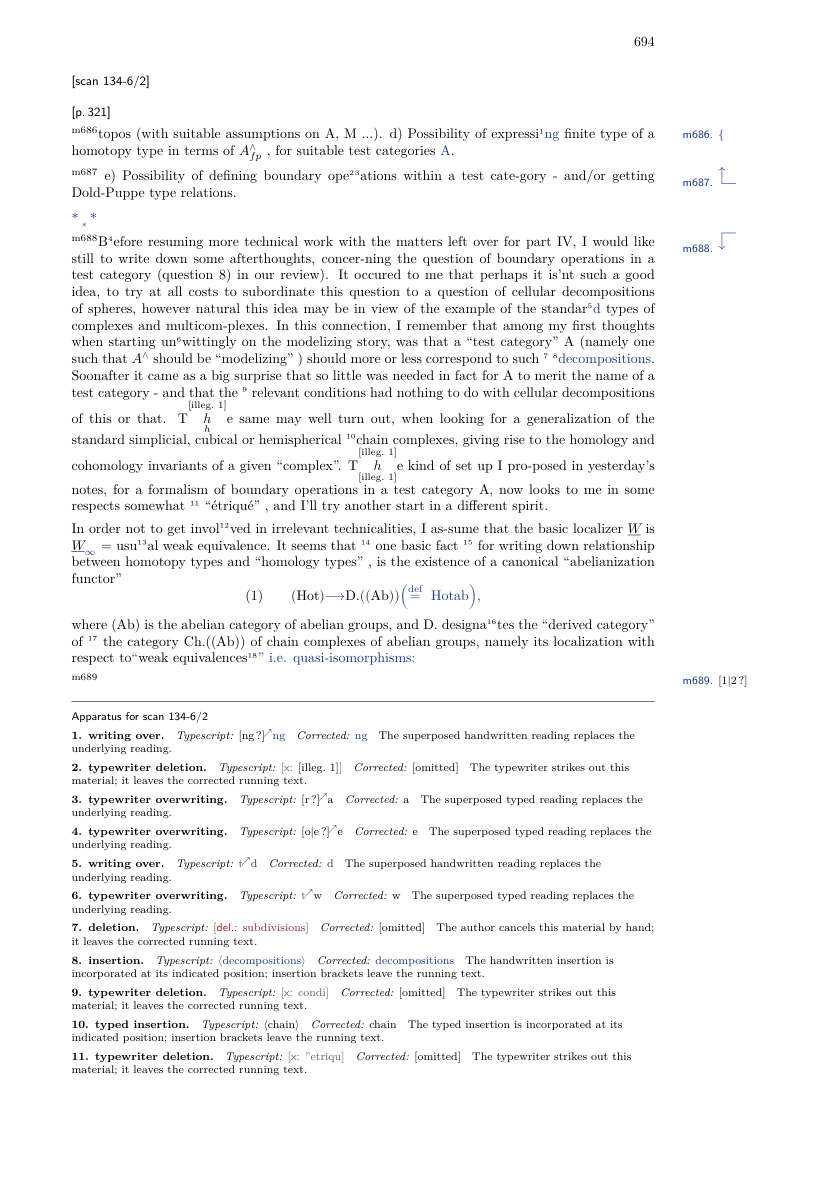 694
[scan 134-6/2]
[p. 321]
m686topos (with suitable assumptions on A, M ...). d) Possibility of expressi¹ng finite type of a
m686. {
homotopy type in terms of A^∧_fp , for suitable test categories A.
m687 e) Possibility of defining boundary ope²³ations within a test cate-gory - and/or getting
m687.
Dold-Puppe type relations.
* * *
m688B⁴efore resuming more technical work with the matters left over for part IV, I would like
m688.
still to write down some afterthoughts, concer-ning the question of boundary operations in a
test category (question 8) in our review). It occured to me that perhaps it is'nt such a good
idea, to try at all costs to subordinate this question to a question of cellular decompositions
of spheres, however natural this idea may be in view of the example of the standar⁵d types of
complexes and multicom-plexes. In this connection, I remember that among my first thoughts
when starting un⁶wittingly on the modelizing story, was that a “test category” A (namely one
such that A^∧ should be “modelizing” ) should more or less correspond to such ⁷ ⁸decompositions.
Soonafter it came as a big surprise that so little was needed in fact for A to merit the name of a
test category - and that the ⁹ relevant conditions had nothing to do with cellular decompositions
[illeg. 1]
of this or that. T h e same may well turn out, when looking for a generalization of the
h
standard simplicial, cubical or hemispherical ¹⁰chain complexes, giving rise to the homology and
[illeg. 1]
cohomology invariants of a given “complex”. T h e kind of set up I pro-posed in yesterday's
[illeg. 1]
notes, for a formalism of boundary operations in a test category A, now looks to me in some
respects somewhat ¹¹ “étriqué” , and I'll try another start in a different spirit.
In order not to get invol¹²ved in irrelevant technicalities, I as-sume that the basic localizer W is
W_∞ = usu¹³al weak equivalence. It seems that ¹⁴ one basic fact ¹⁵ for writing down relationship
between homotopy types and “homology types” , is the existence of a canonical “abelianization
functor”
(1) (Hot)⟶D.((Ab))(≝ Hotab),
where (Ab) is the abelian category of abelian groups, and D. designa¹⁶tes the “derived category”
of ¹⁷ the category Ch.((Ab)) of chain complexes of abelian groups, namely its localization with
respect to“weak equivalences¹⁸” i.e. quasi-isomorphisms:
m689
m689. [1|2 ?]
Apparatus for scan 134-6/2
1. writing over. Typescript: [ng ?]↗ng Corrected: ng The superposed handwritten reading replaces the
underlying reading.
2. typewriter deletion. Typescript: [x: [illeg. 1]] Corrected: [omitted] The typewriter strikes out this
material; it leaves the corrected running text.
3. typewriter overwriting. Typescript: [r ?]↗a Corrected: a The superposed typed reading replaces the
underlying reading.
4. typewriter overwriting. Typescript: [o|e ?]↗e Corrected: e The superposed typed reading replaces the
underlying reading.
5. writing over. Typescript: t↗d Corrected: d The superposed handwritten reading replaces the
underlying reading.
6. typewriter overwriting. Typescript: t↗w Corrected: w The superposed typed reading replaces the
underlying reading.
7. deletion. Typescript: [del.: subdivisions] Corrected: [omitted] The author cancels this material by hand;
it leaves the corrected running text.
8. insertion. Typescript: ⟨decompositions⟩ Corrected: decompositions The handwritten insertion is
incorporated at its indicated position; insertion brackets leave the running text.
9. typewriter deletion. Typescript: [x: condi] Corrected: [omitted] The typewriter strikes out this
material; it leaves the corrected running text.
10. typed insertion. Typescript: ⟨chain⟩ Corrected: chain The typed insertion is incorporated at its
indicated position; insertion brackets leave the running text.
11. typewriter deletion. Typescript: [x: ”etriqu] Corrected: [omitted] The typewriter strikes out this
material; it leaves the corrected running text.